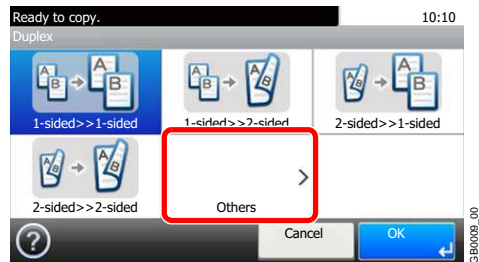 Ready to copy. 10:10
Duplex
A B A B
A B A B
A B A B
1-sided>>1-sided 1-sided>>2-sided 2-sided>>1-sided
A B A B
2-sided>>2-sided Others
? Cancel OK
GB0009_00